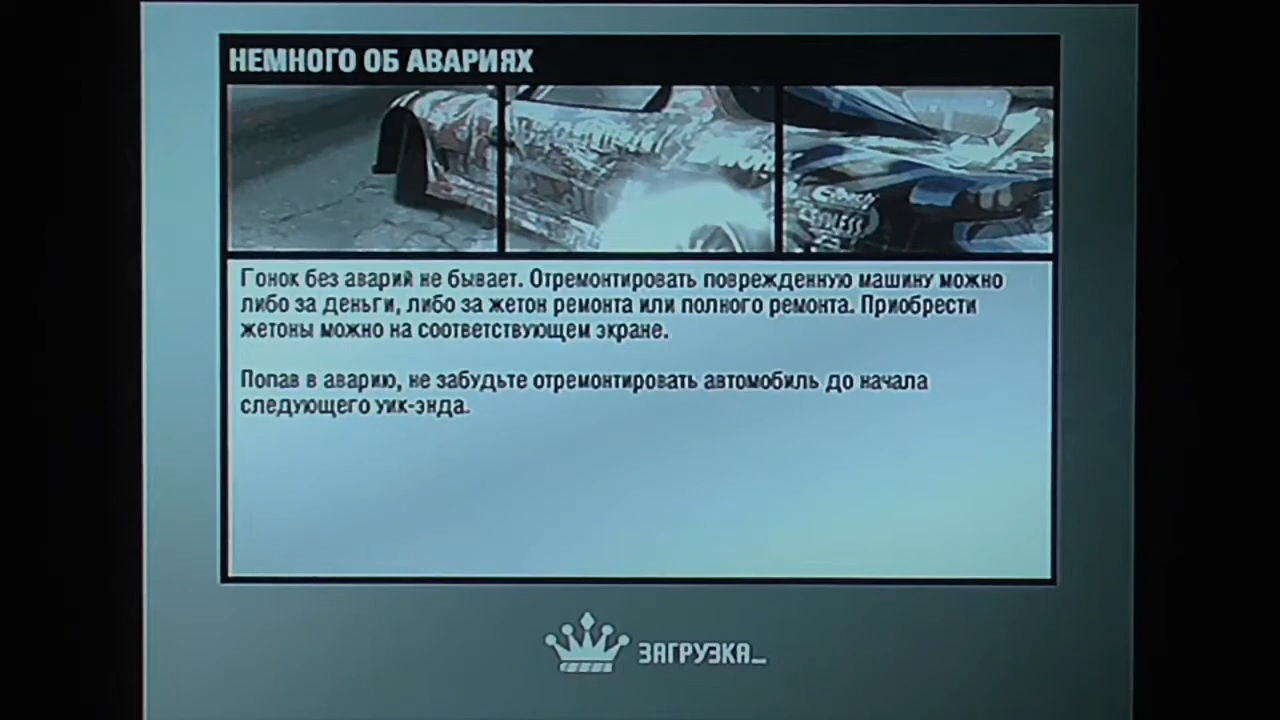 НЕМНОГО ОБ АВАРИЯХ
Гонок без аварий не бывает. Отремонтировать поврежденную машину можно
либо за деньги, либо за жетон ремонта или полного ремонта. Приобрести
жетоны можно на соответствующем экране.
Попав в аварию, не забудьте отремонтировать автомобиль до начала
следующего уик-энда.
ЗАГРУЗКА...